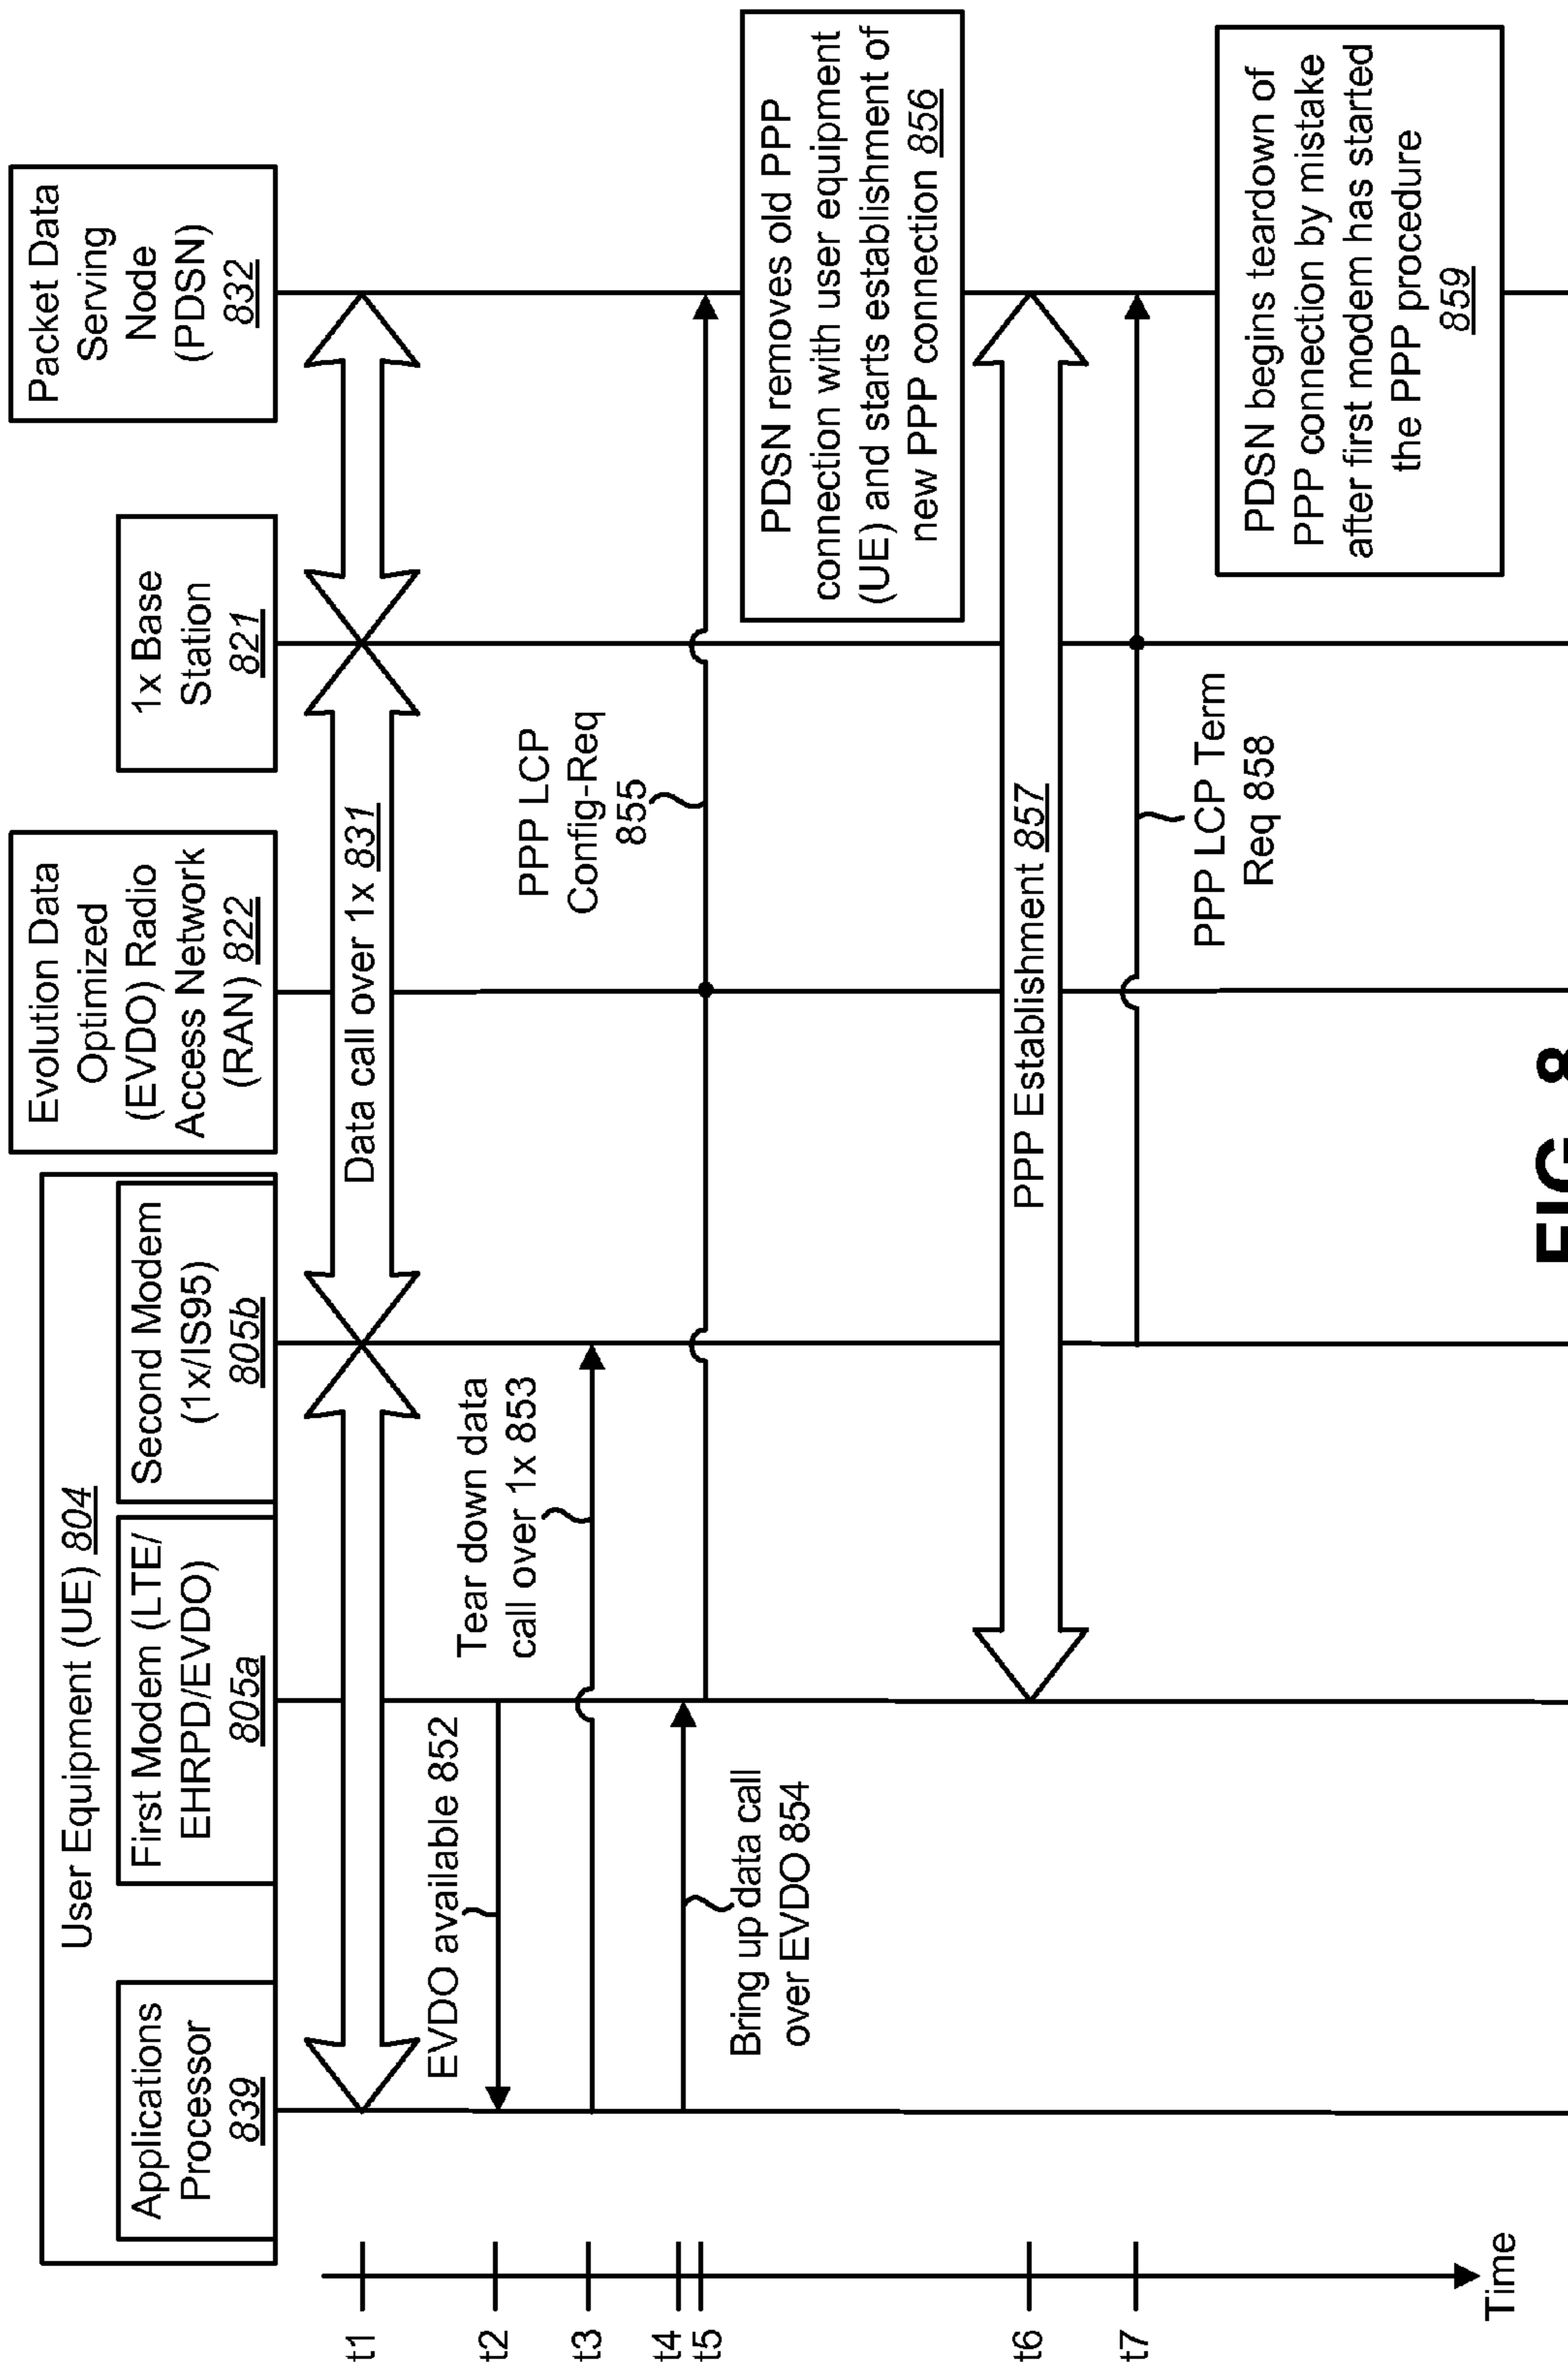 User Equipment (UE) 804
Applications
Processor
839
First Modem (LTE/
EHRPD/EVDO)
805a
Second Modem
(1x/IS95)
805b
Evolution Data
Optimized
(EVDO) Radio
Access Network
(RAN) 822
1x Base
Station
821
Packet Data
Serving
Node
(PDSN)
832
t1
Data call over 1x 831
t2
EVDO available 852
t3
Tear down data
call over 1x 853
t4
Bring up data call
over EVDO 854
t5
PPP LCP
Config-Req
855
PDSN removes old PPP
connection with user equipment
(UE) and starts establishment of
new PPP connection 856
t6
PPP Establishment 857
t7
PPP LCP Term
Req 858
PDSN begins teardown of
PPP connection by mistake
after first modem has started
the PPP procedure
859
Time
FIG. 8